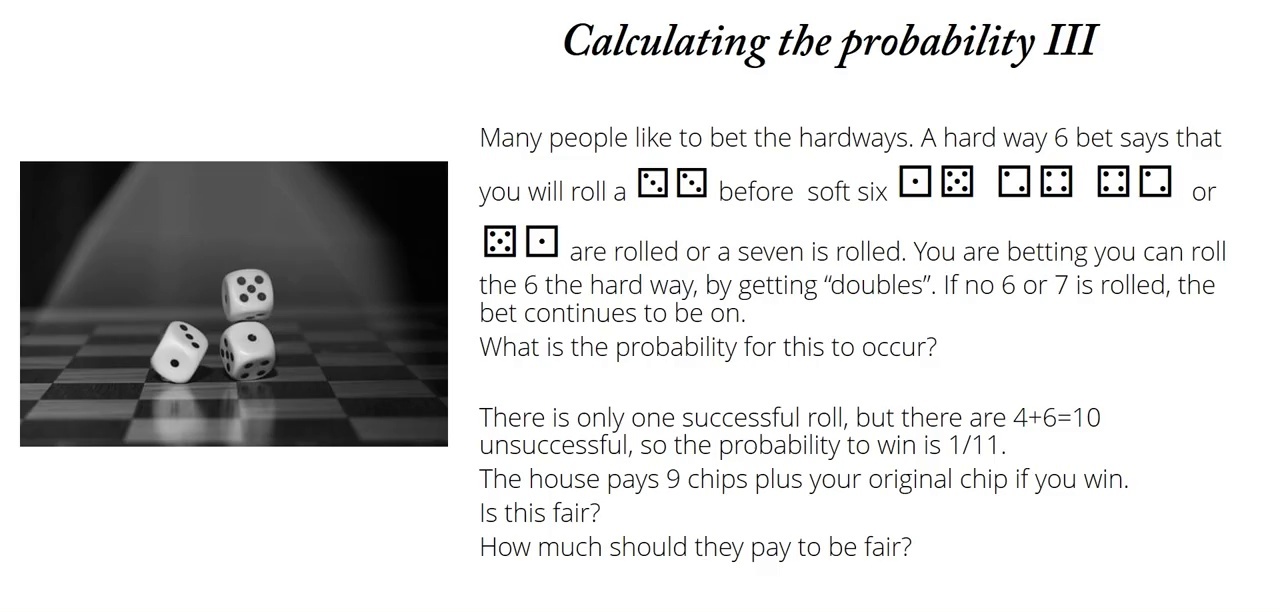 Calculating the probability III
Many people like to bet the hardways. A hard way 6 bet says that
you will roll a before soft six or
are rolled or a seven is rolled. You are betting you can roll
the 6 the hard way, by getting “doubles”. If no 6 or 7 is rolled, the
bet continues to be on.
What is the probability for this to occur?
There is only one successful roll, but there are 4+6=10
unsuccessful, so the probability to win is 1/11.
The house pays 9 chips plus your original chip if you win.
Is this fair?
How much should they pay to be fair?